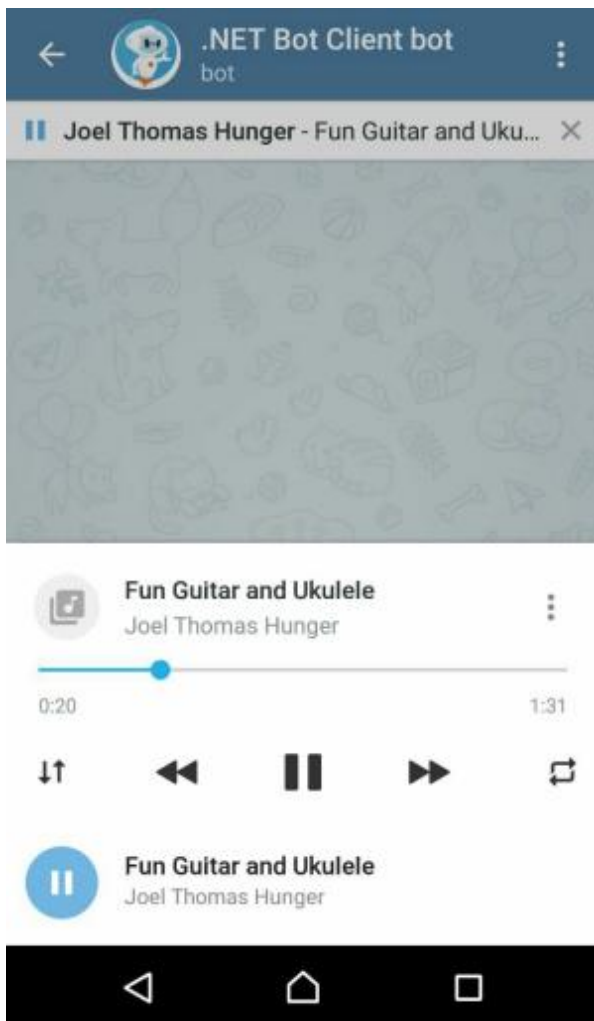 .NET Bot Client bot
bot
Joel Thomas Hunger - Fun Guitar and Uku...
Fun Guitar and Ukulele
Joel Thomas Hunger
0:20
1:31
Fun Guitar and Ukulele
Joel Thomas Hunger